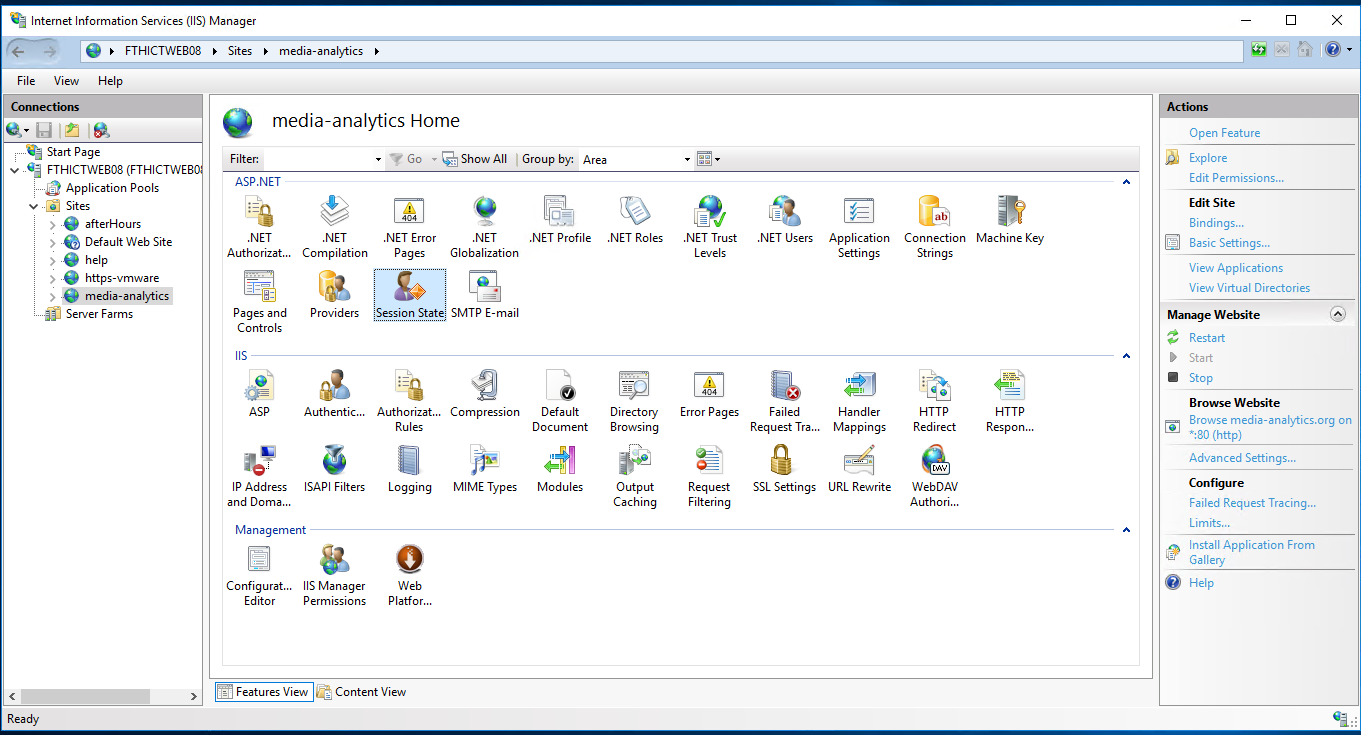 Internet Information Services (IIS) Manager
FTHICTWEB08 Sites media-analytics
File View Help
Connections
Start Page
FTHICTWEB08 (FTHICTWEB0
Application Pools
Sites
afterHours
Default Web Site
help
https-vmware
media-analytics
Server Farms
media-analytics Home
Filter: Go Show All Group by: Area
ASP.NET
.NET Authorizat...
.NET Compilation
404
.NET Error Pages
.NET Globalization
.NET Profile
.NET Roles
.NET Trust Levels
.NET Users
Application Settings
ab
Connection Strings
Machine Key
Pages and Controls
Providers
Session State
SMTP E-mail
IIS
ASP
Authentic...
Authorizat... Rules
Compression
Default Document
Directory Browsing
404
Error Pages
Failed Request Tra...
Handler Mappings
HTTP Redirect
HTTP Respon...
IP Address and Doma...
ISAPI Filters
Logging
MIME Types
Modules
Output Caching
Request Filtering
SSL Settings
URL Rewrite
DAV
WebDAV Authori...
Management
Configurat... Editor
IIS Manager Permissions
Web Platfor...
Features View Content View
Actions
Open Feature
Explore
Edit Permissions...
Edit Site
Bindings...
Basic Settings...
View Applications
View Virtual Directories
Manage Website
Restart
Start
Stop
Browse Website
Browse media-analytics.org on
*:80 (http)
Advanced Settings...
Configure
Failed Request Tracing...
Limits...
Install Application From
Gallery
Help
Ready